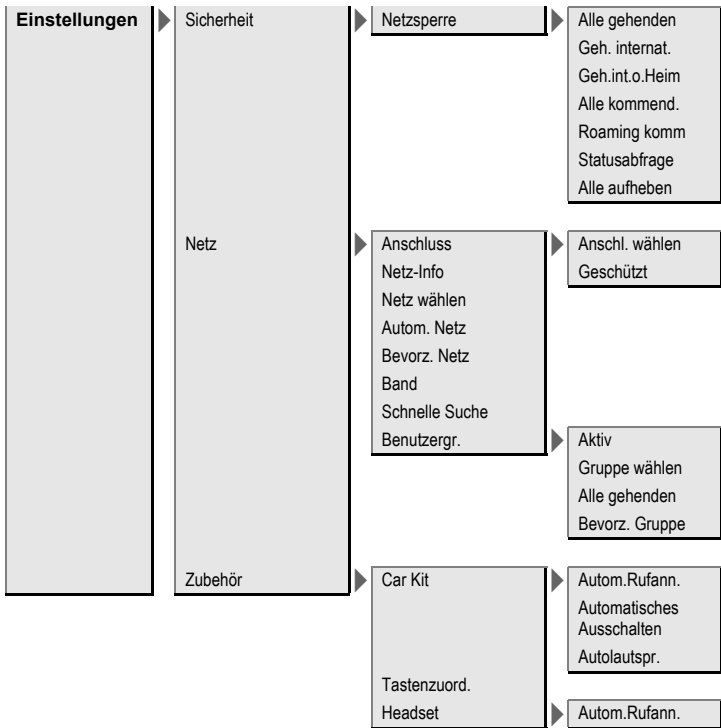 Einstellungen
Sicherheit
Netzsperre
Alle gehenden
Geh. internat.
Geh.int.o.Heim
Alle kommend.
Roaming komm
Statusabfrage
Alle aufheben
Netz
Anschluss
Anschl. wählen
Geschützt
Netz-Info
Netz wählen
Autom. Netz
Bevorz. Netz
Band
Schnelle Suche
Benutzergr.
Aktiv
Gruppe wählen
Alle gehenden
Bevorz. Gruppe
Zubehör
Car Kit
Autom.Rufann.
Automatisches
Ausschalten
Autolautspr.
Tastenzuord.
Headset
Autom.Rufann.